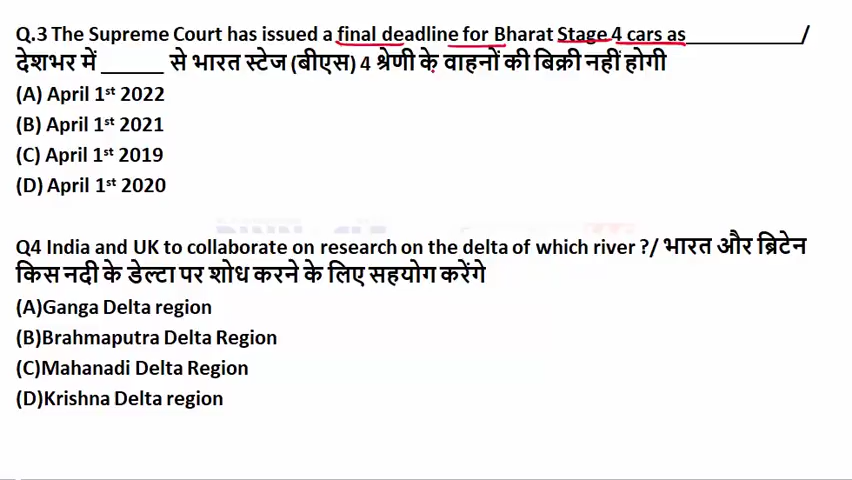 Q.3 The Supreme Court has issued a final deadline for Bharat Stage 4 cars as__________/
देशभर में ______ से भारत स्टेज (बीएस) 4 श्रेणी के वाहनों की बिक्री नहीं होगी
(A) April 1st 2022
(B) April 1st 2021
(C) April 1st 2019
(D) April 1st 2020
Q4 India and UK to collaborate on research on the delta of which river ?/ भारत और ब्रिटेन
किस नदी के डेल्टा पर शोध करने के लिए सहयोग करेंगे
(A)Ganga Delta region
(B)Brahmaputra Delta Region
(C)Mahanadi Delta Region
(D)Krishna Delta region